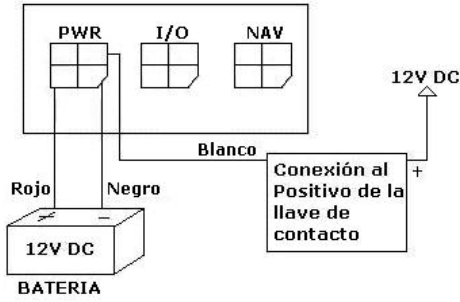 PWR I/O NAV
12V DC
Blanco
Conexión al
Positivo de la
llave de
contacto
+
Rojo Negro
+ −
12V DC
BATERIA